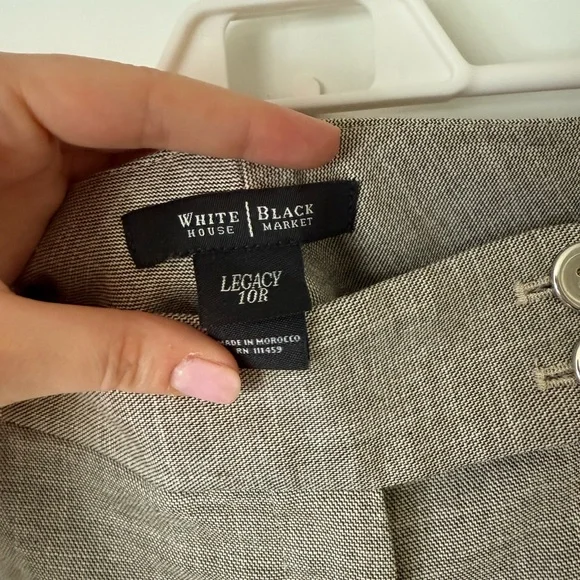 WHITE | BLACK
HOUSE | MARKET
LEGACY
10R
MADE IN MOROCCO
RN 111459